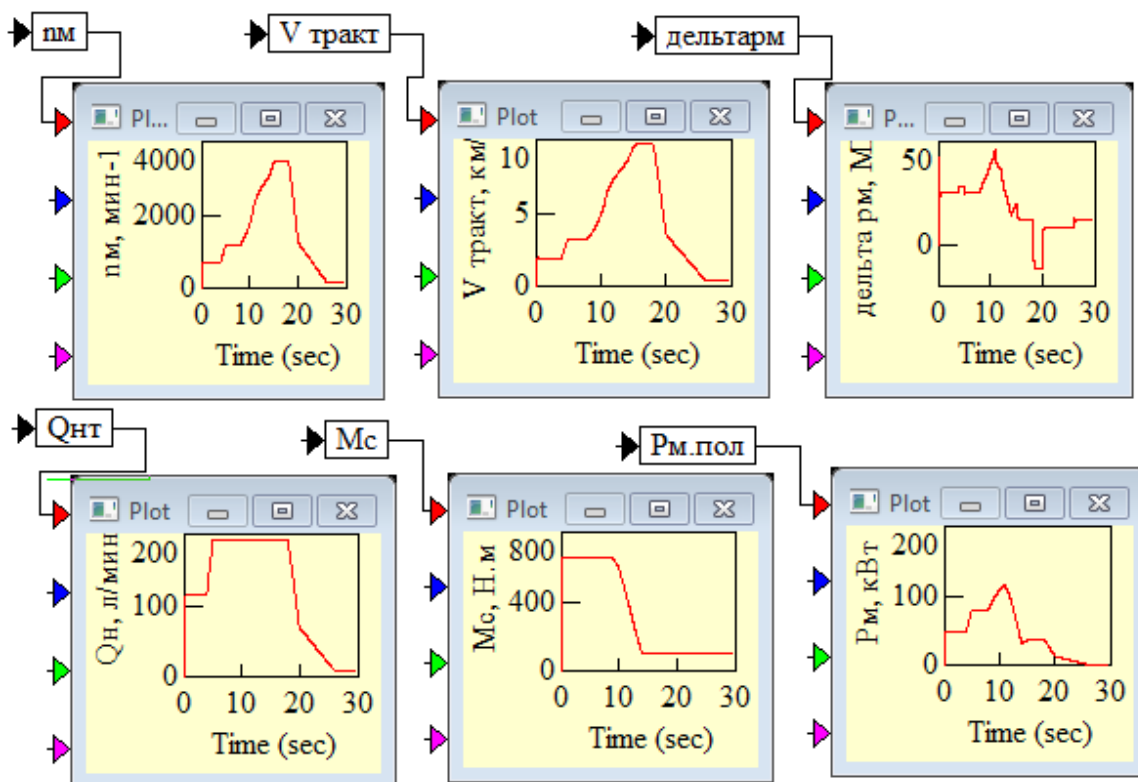 nм
V тракт
дельтарм
Pl...
Plot
P...
nм, мин-1
4000
2000
0
0 10 20 30
Time (sec)
V тракт, км/
10
5
0
0 10 20 30
Time (sec)
дельта рм, М
50
0
0 10 20 30
Time (sec)
Qнт
Мс
Рм.пол
Plot
Plot
Plot
Qн, л/мин
200
100
0
0 10 20 30
Time (sec)
Мс, Н.м
800
400
0
0 10 20 30
Time (sec)
Рм, кВт
200
100
0
0 10 20 30
Time (sec)